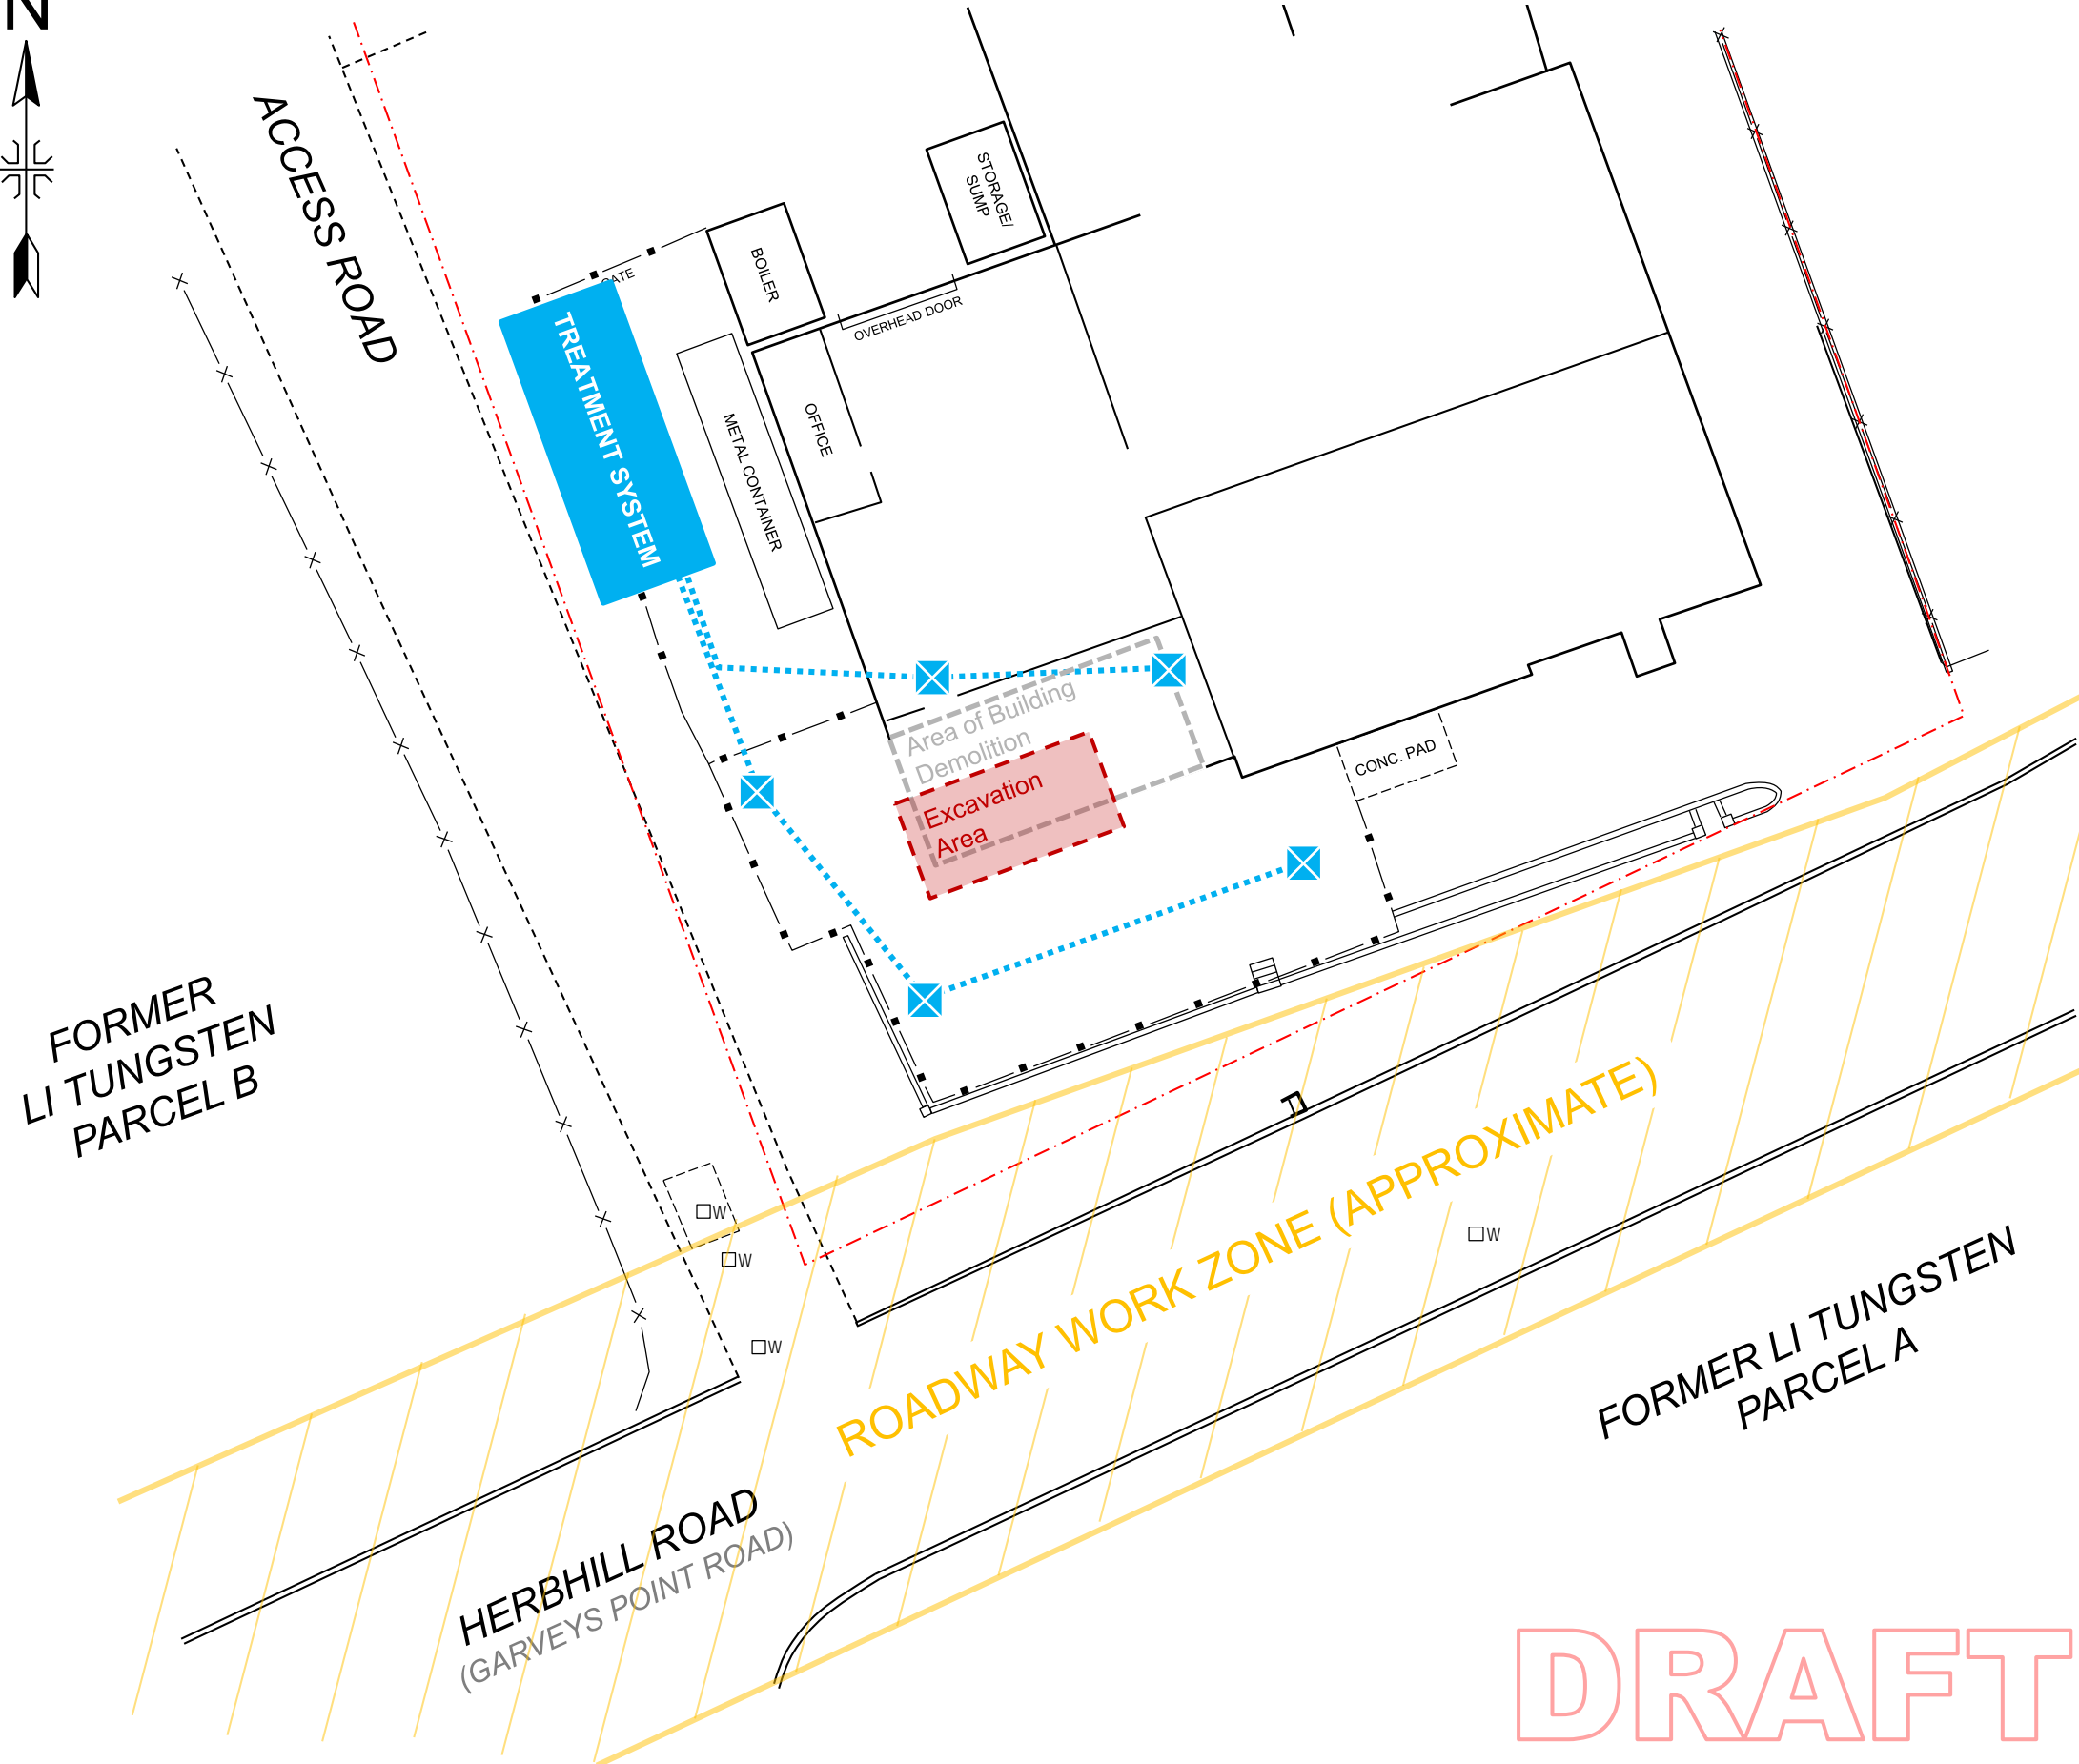 N
ACCESS ROAD
STORAGE/
SUMP
BOILER
GATE
OVERHEAD DOOR
TREATMENT SYSTEM
METAL CONTAINER
OFFICE
Area of Building
Demolition
Excavation
Area
CONC. PAD
FORMER
LI TUNGSTEN
PARCEL B
W
W
W
W
ROADWAY WORK ZONE (APPROXIMATE)
FORMER LI TUNGSTEN
PARCEL A
HERBHILL ROAD
(GARVEYS POINT ROAD)
DRAFT